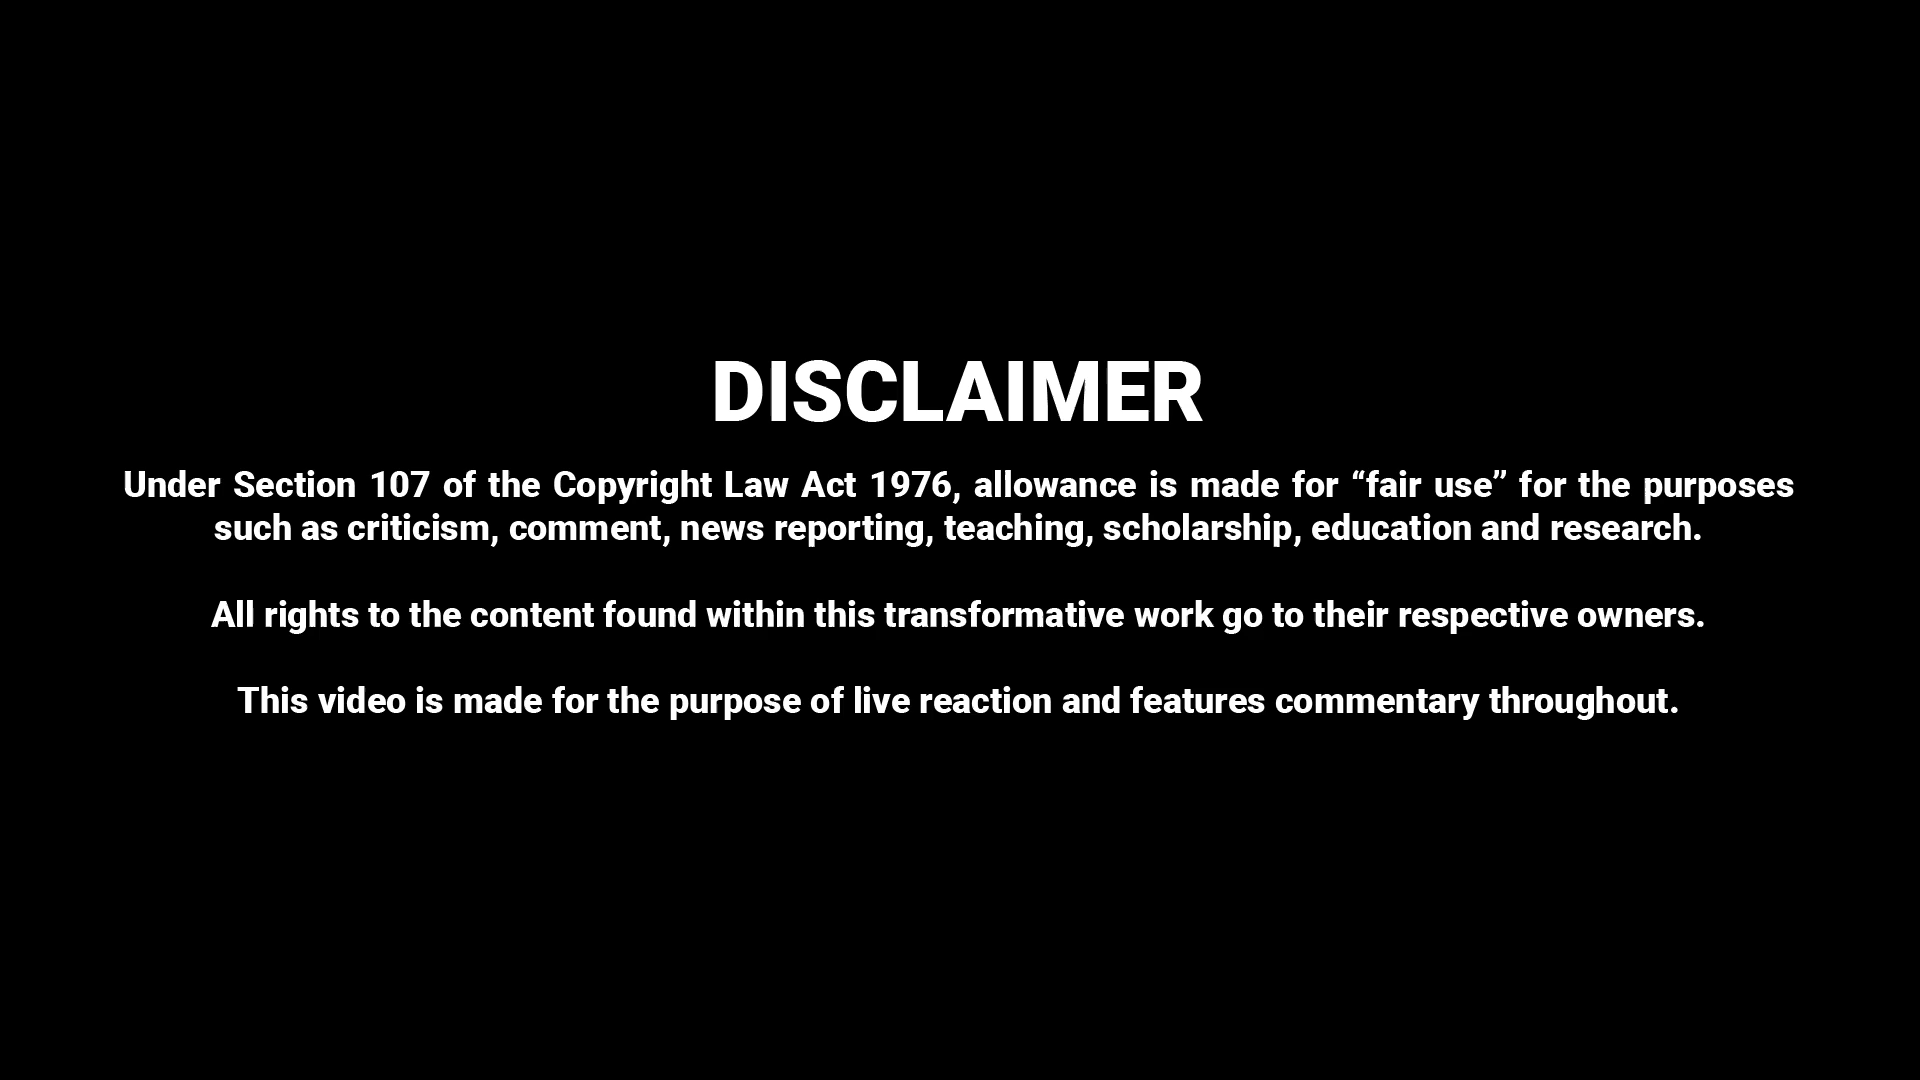 DISCLAIMER
Under Section 107 of the Copyright Law Act 1976, allowance is made for “fair use” for the purposes
such as criticism, comment, news reporting, teaching, scholarship, education and research.
All rights to the content found within this transformative work go to their respective owners.
This video is made for the purpose of live reaction and features commentary throughout.